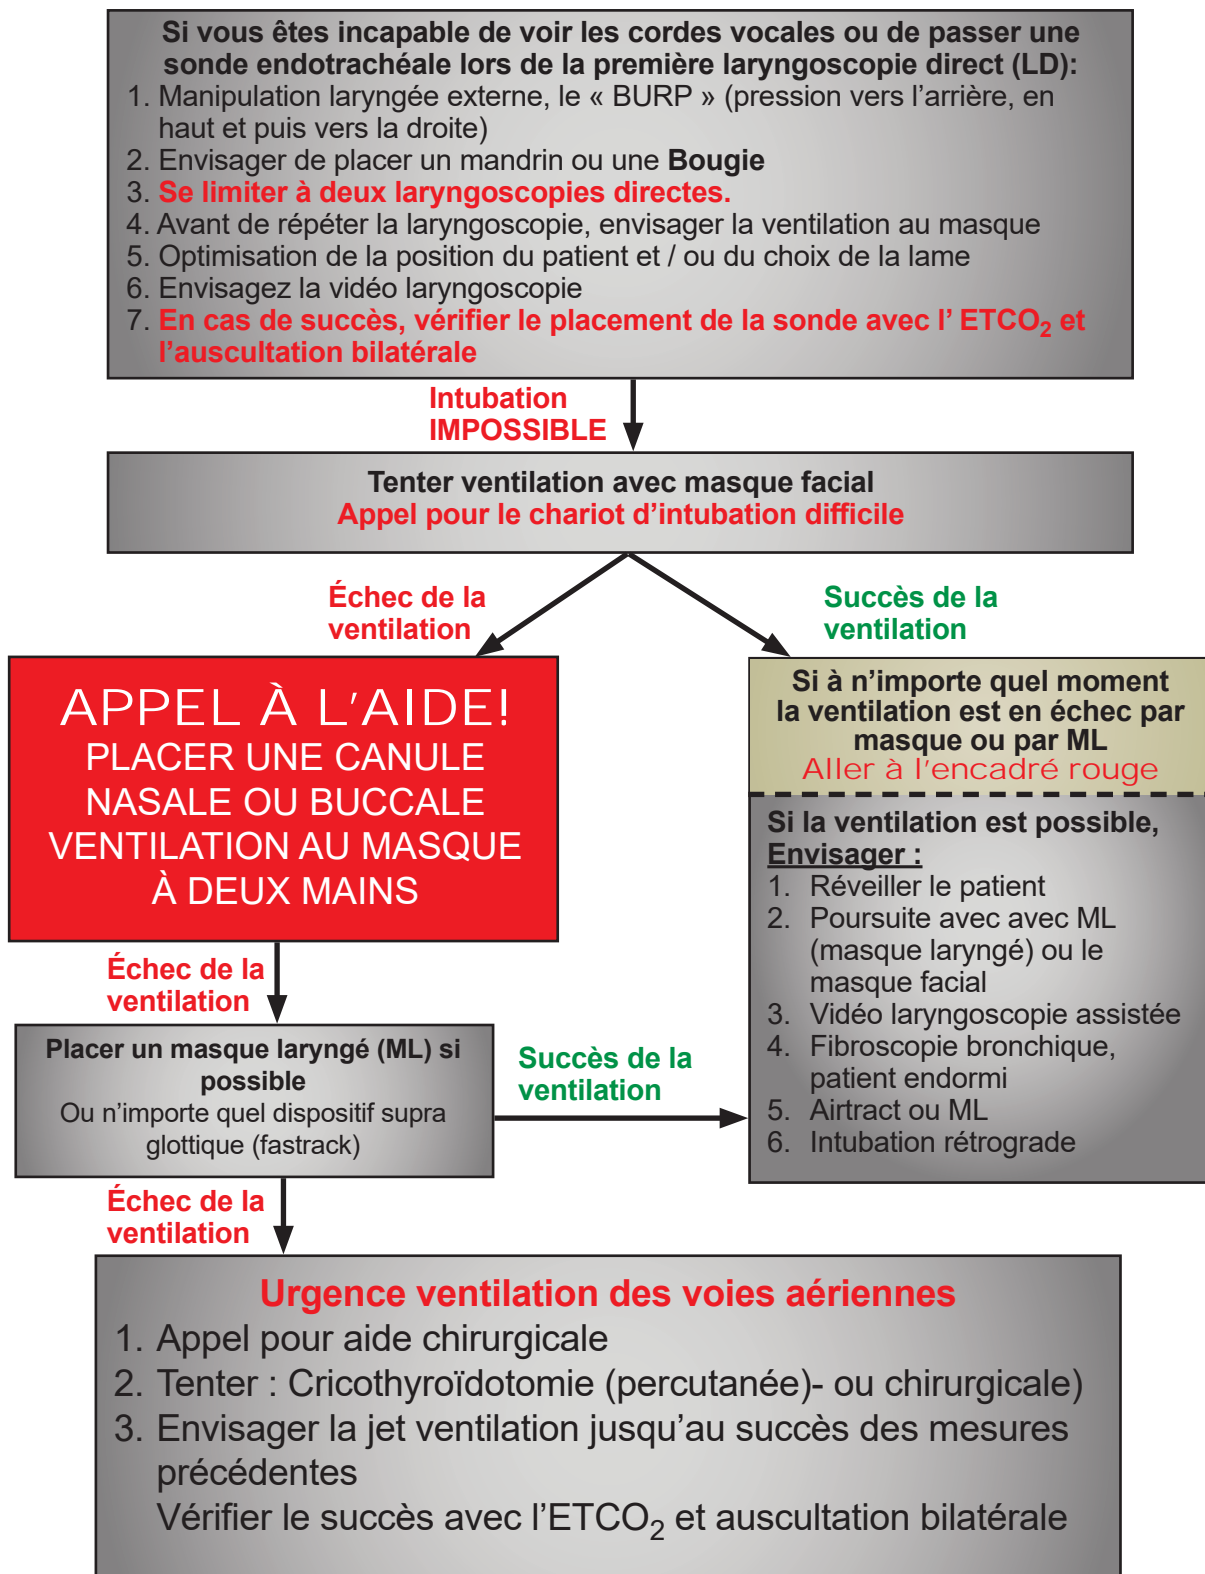 Si vous êtes incapable de voir les cordes vocales ou de passer une
sonde endotrachéale lors de la première laryngoscopie direct (LD):
1. Manipulation laryngée externe, le « BURP » (pression vers l'arrière, en
haut et puis vers la droite)
2. Envisager de placer un mandrin ou une Bougie
3. Se limiter à deux laryngoscopies directes.
4. Avant de répéter la laryngoscopie, envisager la ventilation au masque
5. Optimisation de la position du patient et / ou du choix de la lame
6. Envisagez la vidéo laryngoscopie
7. En cas de succès, vérifier le placement de la sonde avec l' ETCO₂ et
l'auscultation bilatérale
Intubation
IMPOSSIBLE
Tenter ventilation avec masque facial
Appel pour le chariot d'intubation difficile
Échec de la
ventilation
Succès de la
ventilation
APPEL À L'AIDE!
PLACER UNE CANULE
NASALE OU BUCCALE
VENTILATION AU MASQUE
À DEUX MAINS
Si à n'importe quel moment
la ventilation est en échec par
masque ou par ML
Aller à l'encadré rouge
Si la ventilation est possible,
Envisager :
1. Réveiller le patient
2. Poursuite avec avec ML
(masque laryngé) ou le
masque facial
3. Vidéo laryngoscopie assistée
4. Fibroscopie bronchique,
patient endormi
5. Airtract ou ML
6. Intubation rétrograde
Échec de la
ventilation
Placer un masque laryngé (ML) si
possible
Ou n'importe quel dispositif supra
glottique (fastrack)
Succès de la
ventilation
Échec de la
ventilation
Urgence ventilation des voies aériennes
1. Appel pour aide chirurgicale
2. Tenter : Cricothyroïdotomie (percutanée)- ou chirurgicale)
3. Envisager la jet ventilation jusqu'au succès des mesures
précédentes
Vérifier le succès avec l'ETCO₂ et auscultation bilatérale